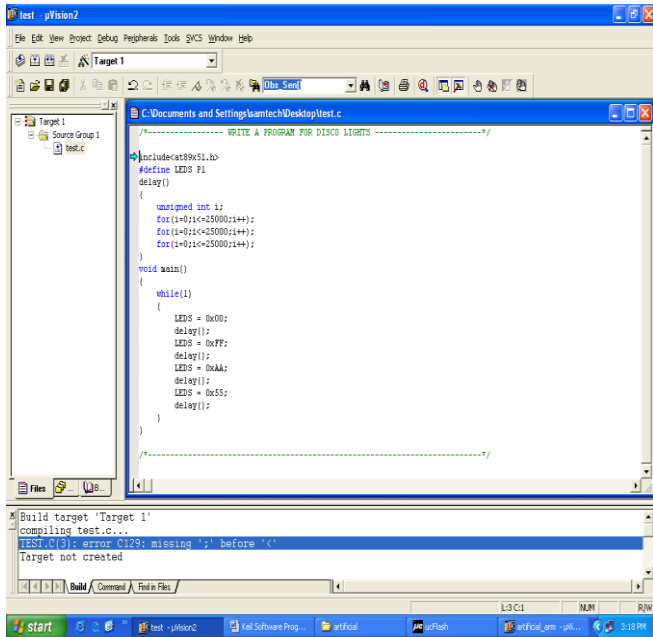 test - µVision2
File Edit View Project Debug Peripherals Tools SVCS Window Help
Target 1
Obs_Sen(
Target 1
Source Group 1
test.c
C:\Documents and Settings\samtech\Desktop\test.c
/*----------------- WRITE A PROGRAM FOR DISCO LIGHTS -----------------------*/
include<at89x51.h>
#define LEDS P1
delay()
{
unsigned int i;
for(i=0;i<=25000;i++);
for(i=0;i<=25000;i++);
for(i=0;i<=25000;i++);
}
void main()
{
while(1)
{
LEDS = 0x00;
delay();
LEDS = 0xFF;
delay();
LEDS = 0xAA;
delay();
LEDS = 0x55;
delay();
}
}
/*--------------------------------------------------------------------------*/
Files ... B...
Build target 'Target 1'
compiling test.c...
TEST.C(3): error C129: missing ';' before '<'
Target not created
Build Command Find in Files
L:3 C:1 NUM R/W
start test - µVision2 Keil Software Prog... artificial ucFlash artificial_arm - µVi... 3:18 PM